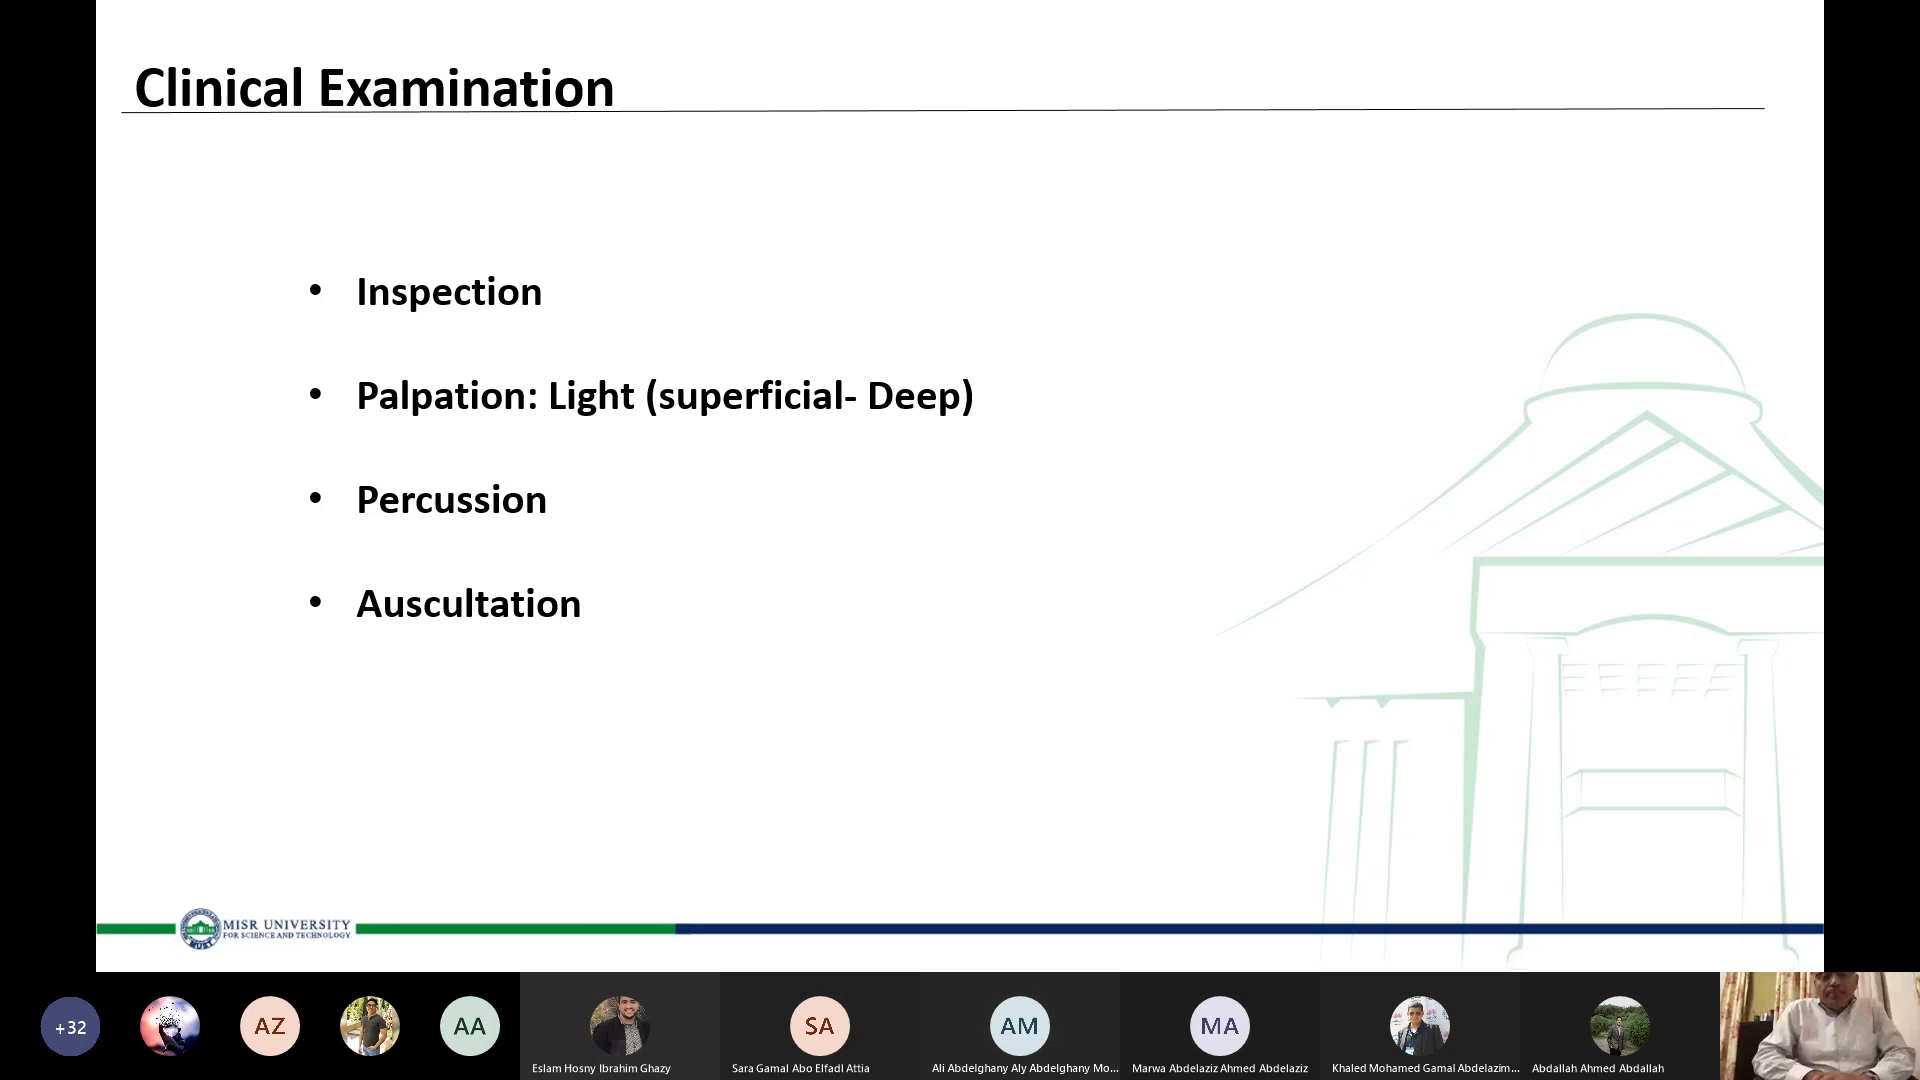 Clinical Examination
• Inspection
• Palpation: Light (superficial- Deep)
• Percussion
• Auscultation
MISR UNIVERSITY
FOR SCIENCE AND TECHNOLOGY
MUST
+32
AZ
AA
SA
AM
MA
Eslam Hosny Ibrahim Ghazy
Sara Gamal Abo Elfadl Attia
Ali Abdelghany Aly Abdelghany Mo...
Marwa Abdelaziz Ahmed Abdelaziz
Khaled Mohamed Gamal Abdelazim...
Abdallah Ahmed Abdallah